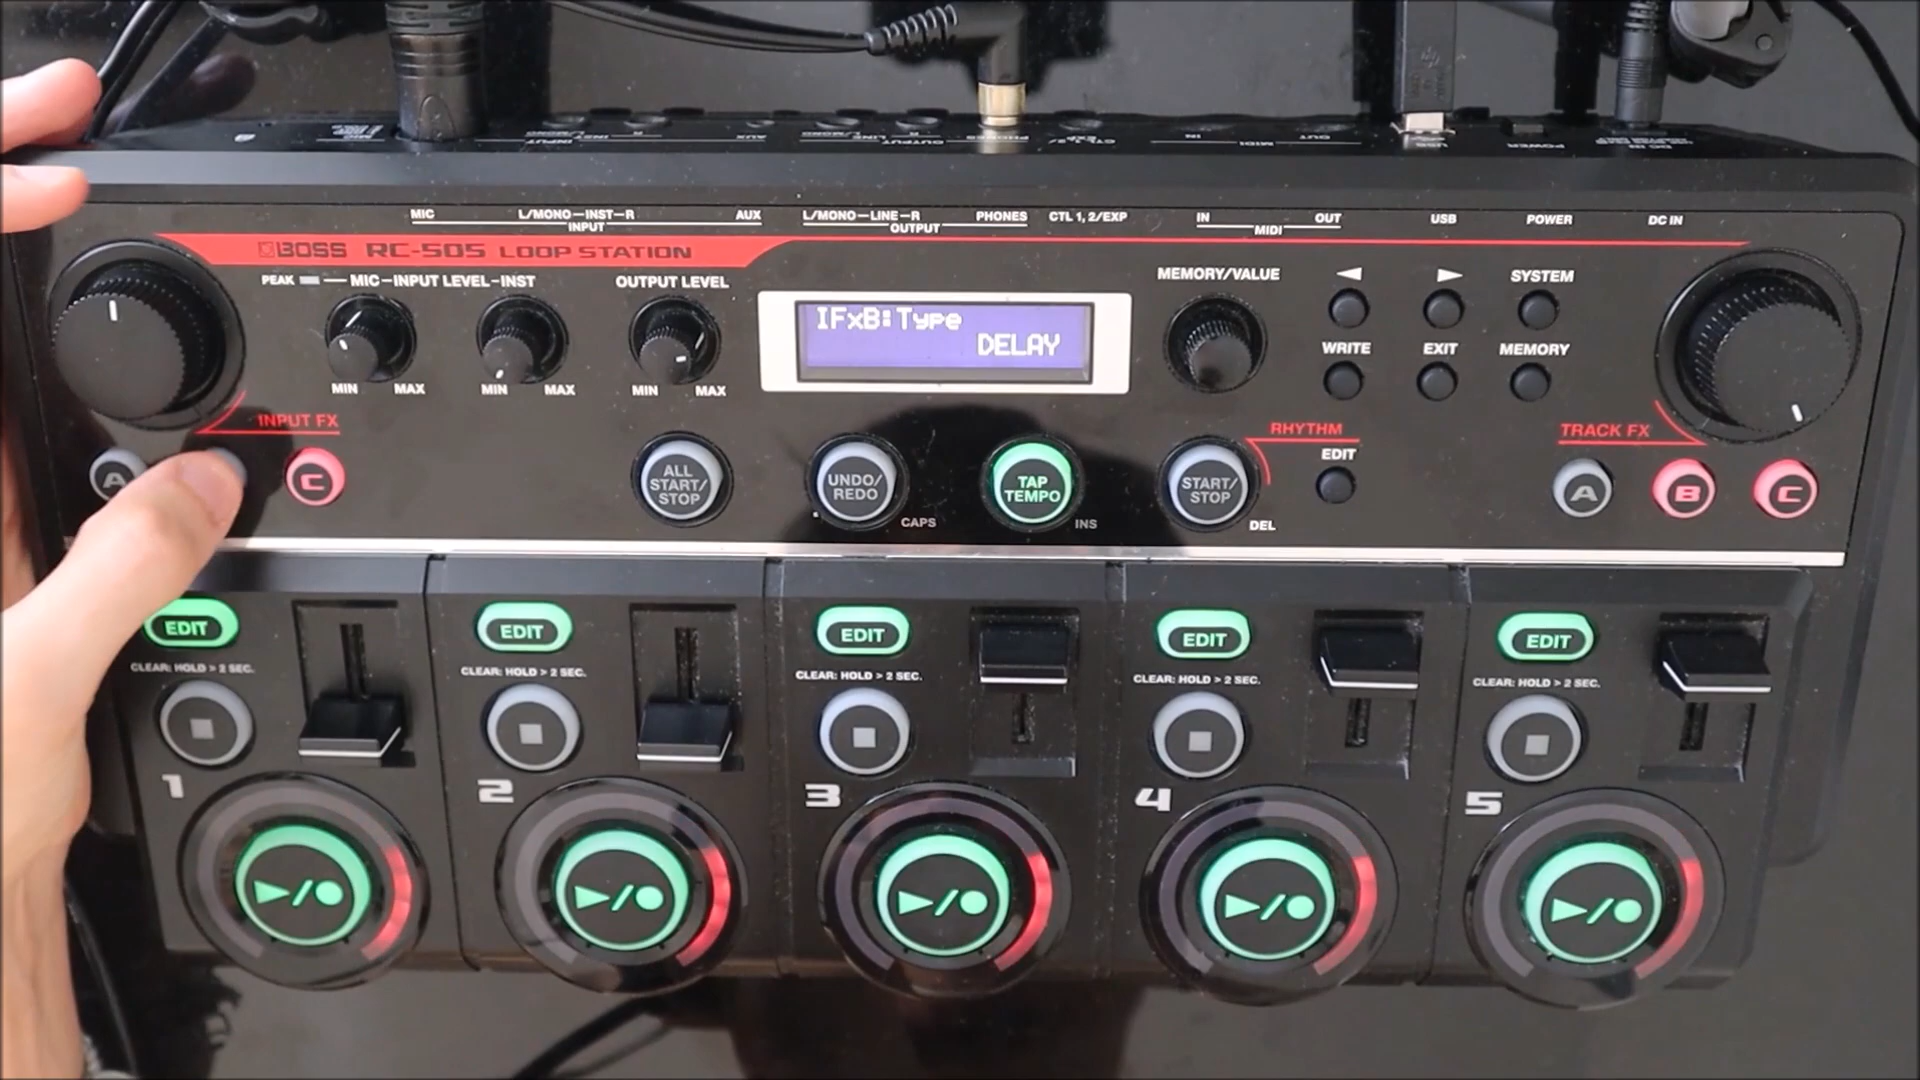 MIC L/MONO—INST—R AUX L/MONO—LINE—R PHONES CTL 1, 2/EXP IN OUT USB POWER DC IN
INPUT OUTPUT MIDI
BOSS RC-505 LOOP STATION
PEAK MIC—INPUT LEVEL—INST OUTPUT LEVEL MEMORY/VALUE ◄ ► SYSTEM
IFxB:Type
DELAY
WRITE EXIT MEMORY
MIN MAX MIN MAX MIN MAX
INPUT FX RHYTHM TRACK FX
EDIT
A C
ALL START/STOP
UNDO/REDO
CAPS
TAP TEMPO
INS
START/STOP
DEL
A B C
EDIT EDIT EDIT EDIT EDIT
CLEAR: HOLD > 2 SEC. CLEAR: HOLD > 2 SEC. CLEAR: HOLD > 2 SEC. CLEAR: HOLD > 2 SEC. CLEAR: HOLD > 2 SEC.
1 2 3 4 5